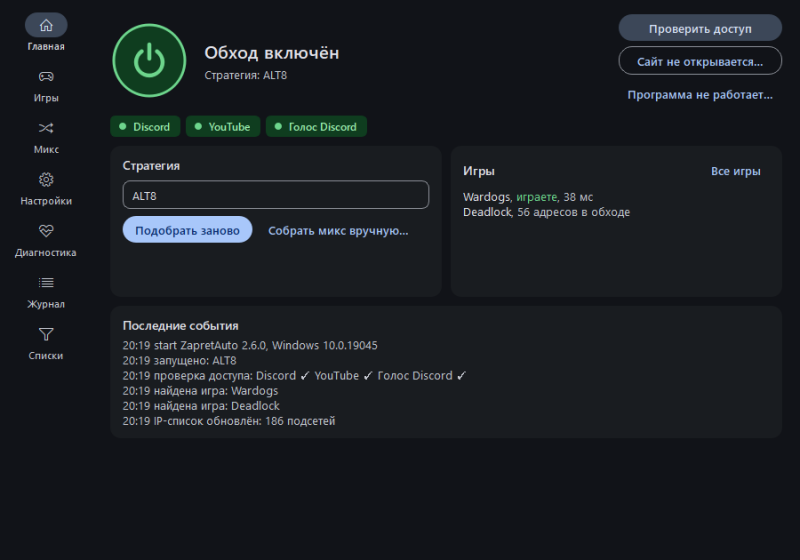 Главная
Игры
Микс
Настройки
Диагностика
Журнал
Списки
Обход включён
Стратегия: ALT8
Проверить доступ
Сайт не открывается...
Программа не работает...
Discord
YouTube
Голос Discord
Стратегия
ALT8
Подобрать заново
Собрать микс вручную...
Игры
Все игры
Wardogs, играете, 38 мс
Deadlock, 56 адресов в обходе
Последние события
20:19 start ZapretAuto 2.6.0, Windows 10.0.19045
20:19 запущено: ALT8
20:19 проверка доступа: Discord ✓ YouTube ✓ Голос Discord ✓
20:19 найдена игра: Wardogs
20:19 найдена игра: Deadlock
20:19 IP-список обновлён: 186 подсетей